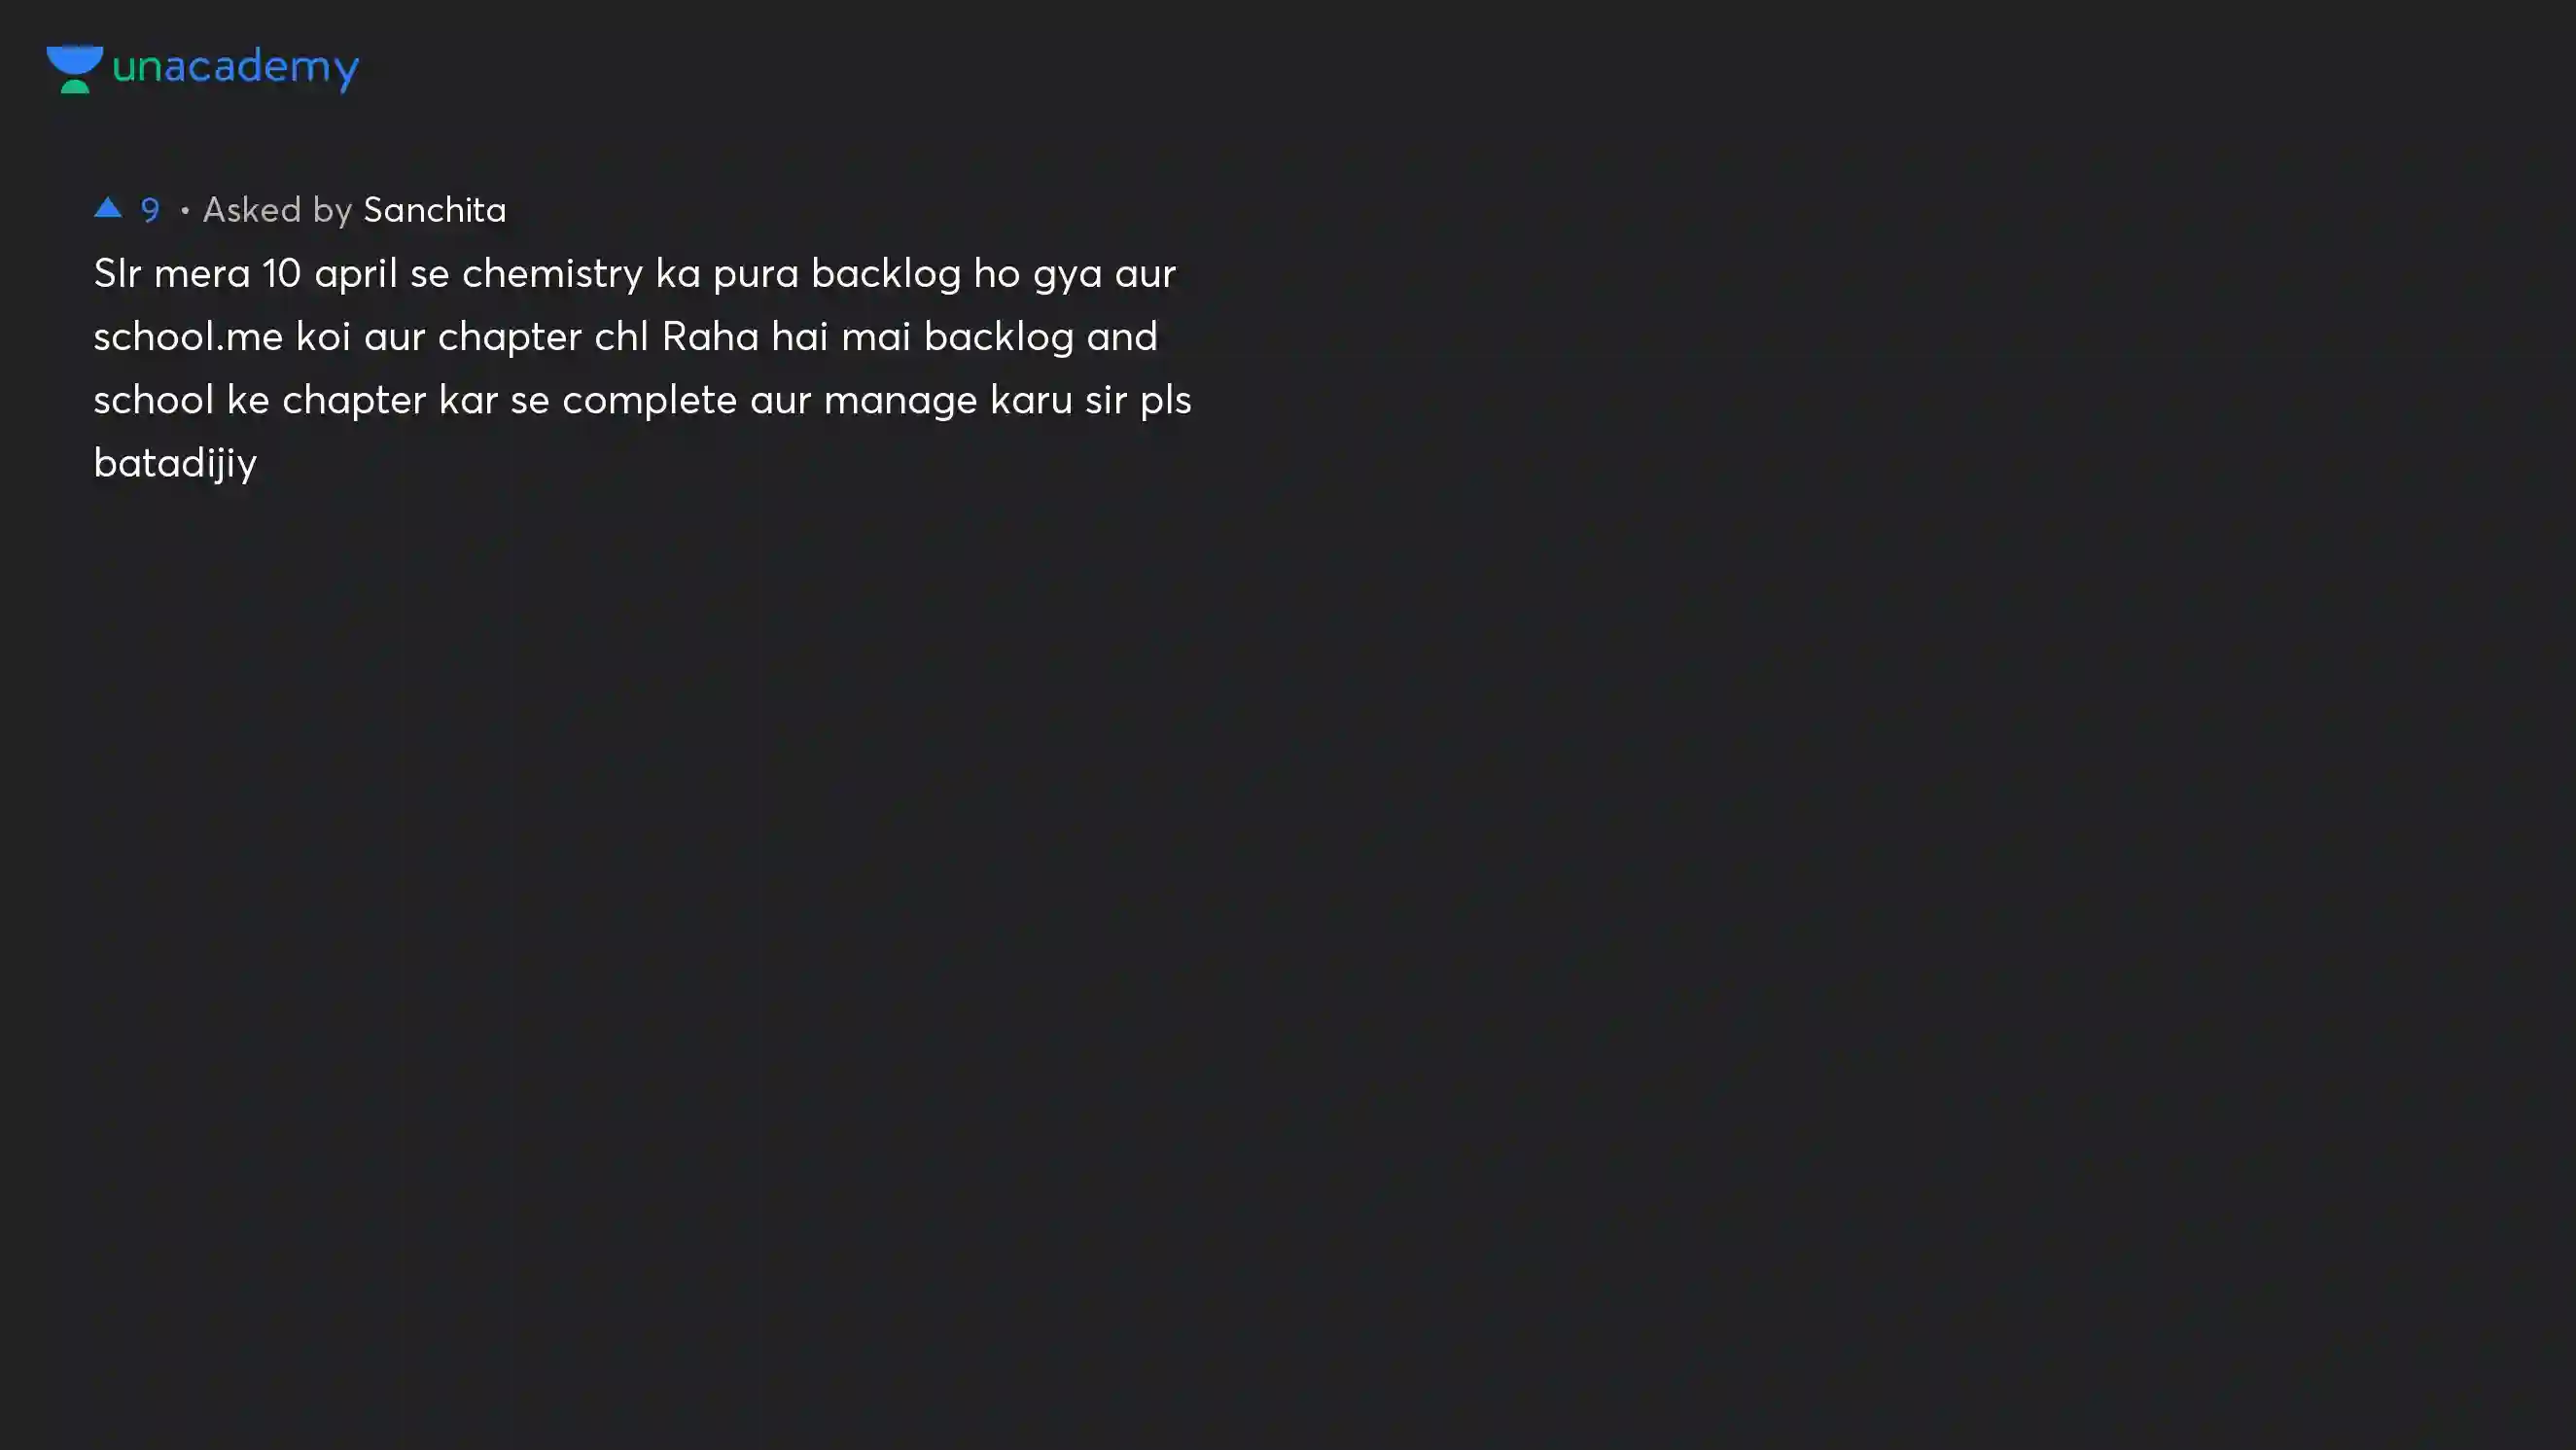 unacademy
9 • Asked by Sanchita
SIr mera 10 april se chemistry ka pura backlog ho gya aur
school.me koi aur chapter chl Raha hai mai backlog and
school ke chapter kar se complete aur manage karu sir pls
batadijiy